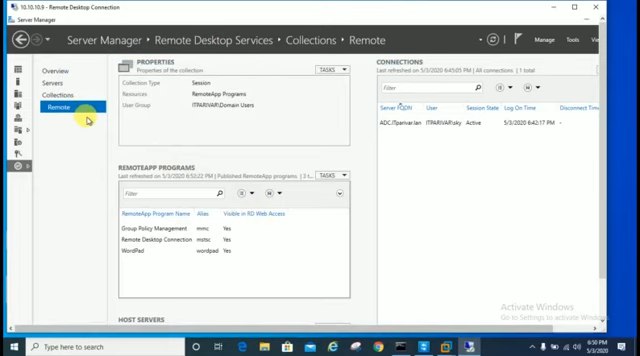 10.10.10.9 - Remote Desktop Connection
Server Manager
Server Manager › Remote Desktop Services › Collections › Remote
Manage
Tools
View
Overview
Servers
Collections
Remote
PROPERTIES
Properties of the collection
TASKS
Collection Type Session
Resources RemoteApp Programs
User Group ITPARIVAR\Domain Users
CONNECTIONS
Last refreshed on 5/3/2020 6:45:05 PM | All connections | 1 total
Filter
Server FQDN User Session State Log On Time Disconnect Time
ADC.ITparivar.lan ITPARIVAR\sky Active 5/3/2020 6:42:17 PM -
REMOTEAPP PROGRAMS
Last refreshed on 5/3/2020 6:52:22 PM | Published RemoteApp programs | 3 t...
TASKS
Filter
RemoteApp Program Name Alias Visible in RD Web Access
Group Policy Management mmc Yes
Remote Desktop Connection mstsc Yes
WordPad wordpad Yes
HOST SERVERS
Activate Windows
Go to Settings to activate Windows.
Type here to search
6:50 PM
5/3/2020